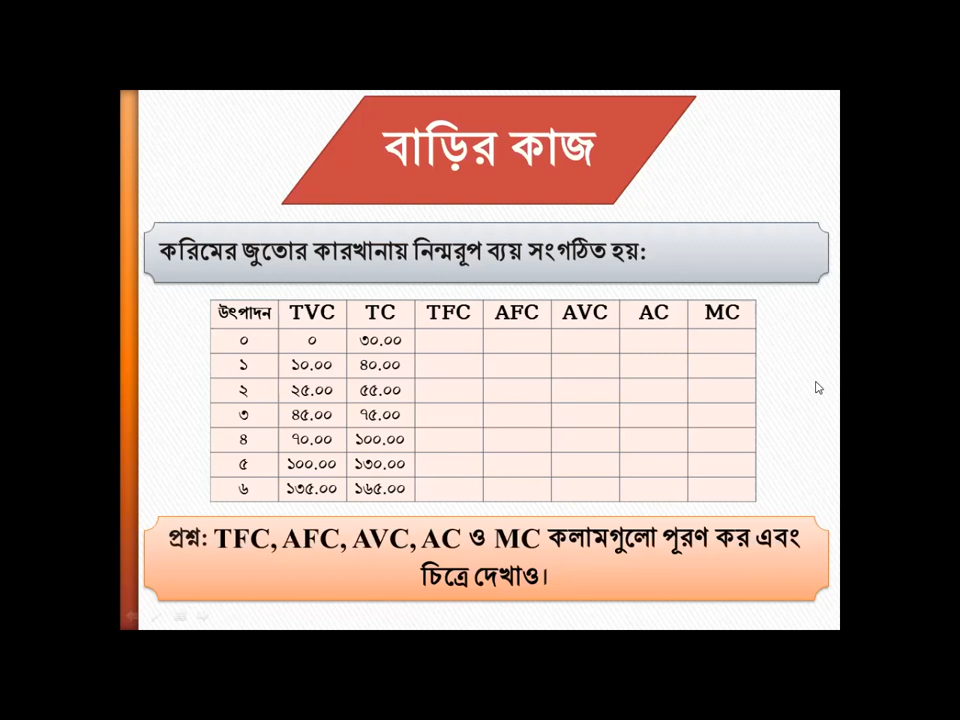 বাড়ির কাজ
করিমের জুতোর কারখানায় নিন্মরূপ ব্যয় সংগঠিত হয়:
উৎপাদন TVC TC TFC AFC AVC AC MC
০ ০ ৩০.০০
১ ১০.০০ ৪০.০০
২ ২৫.০০ ৫৫.০০
৩ ৪৫.০০ ৭৫.০০
৪ ৭০.০০ ১০০.০০
৫ ১০০.০০ ১৩০.০০
৬ ১৩৫.০০ ১৬৫.০০
প্রশ্ন: TFC, AFC, AVC, AC ও MC কলামগুলো পূরণ কর এবং
চিত্রে দেখাও।